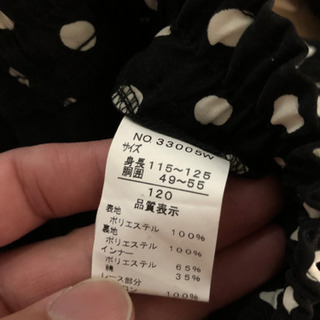 NO.33005W
サイズ
身長 115～125
胴囲 49～55
120
品質表示
表地
ポリエステル 100%
裏地
ポリエステル 100%
インナー
ポリエステル 65%
綿 35%
レース部分
100%